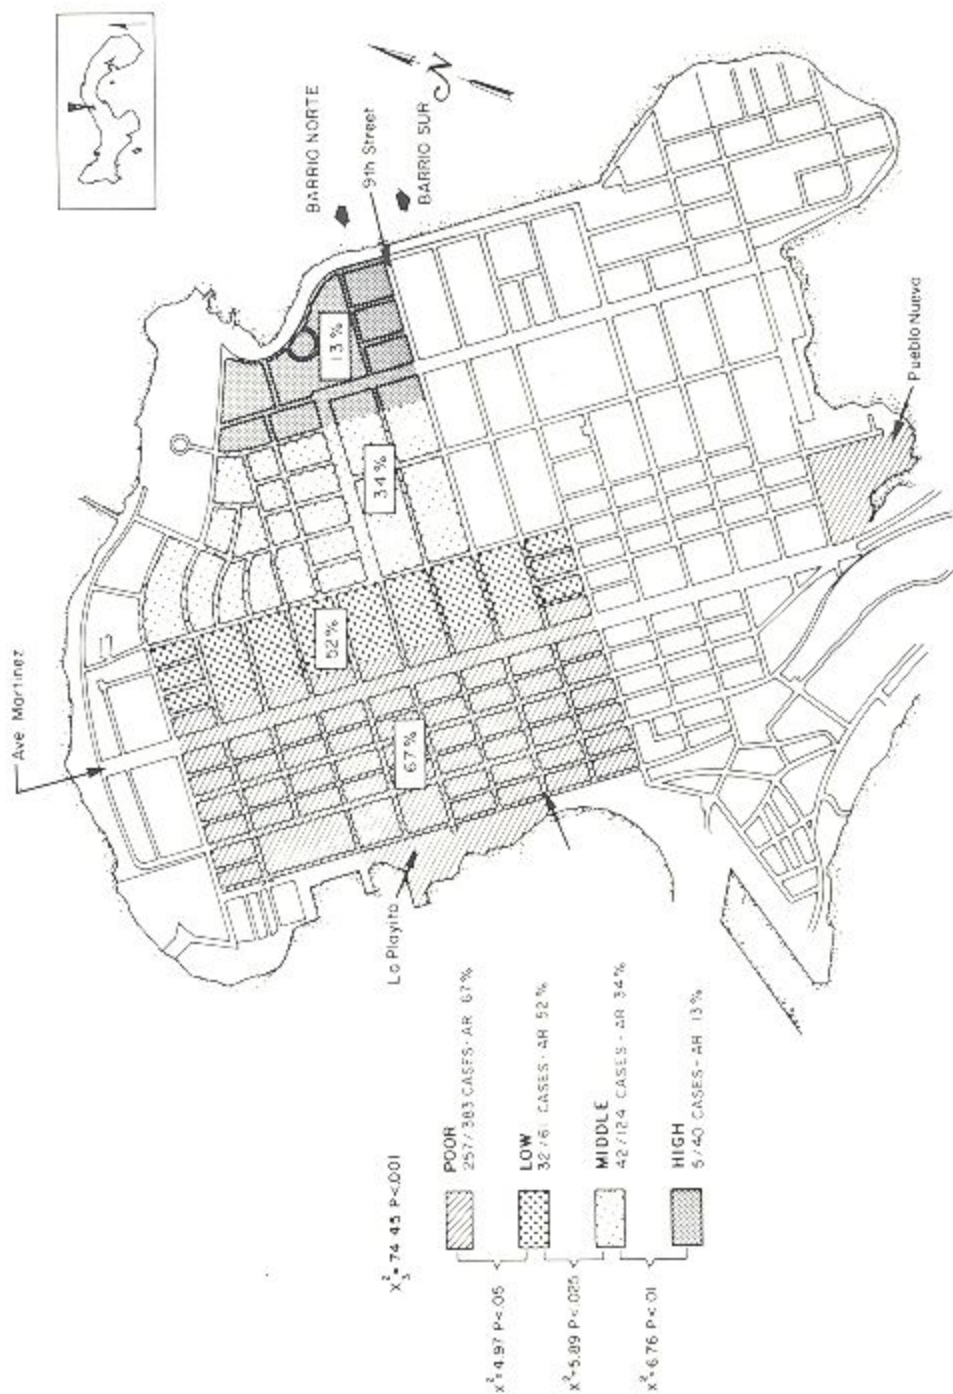 Ave Martinez
BARRIO NORTE
9th Street
BARRIO SUR
N
13%
34%
52%
67%
La Playita
Pueblo Nuevo
X²₃= 74 45 P<.001
POOR
257/383 CASES - AR 67%
LOW
32/61 CASES - AR 52%
MIDDLE
42/124 CASES - AR 34%
HIGH
5/40 CASES - AR 13%
X²=4.97 P<.05
X²=5.89 P<.025
X²=6.76 P<.01